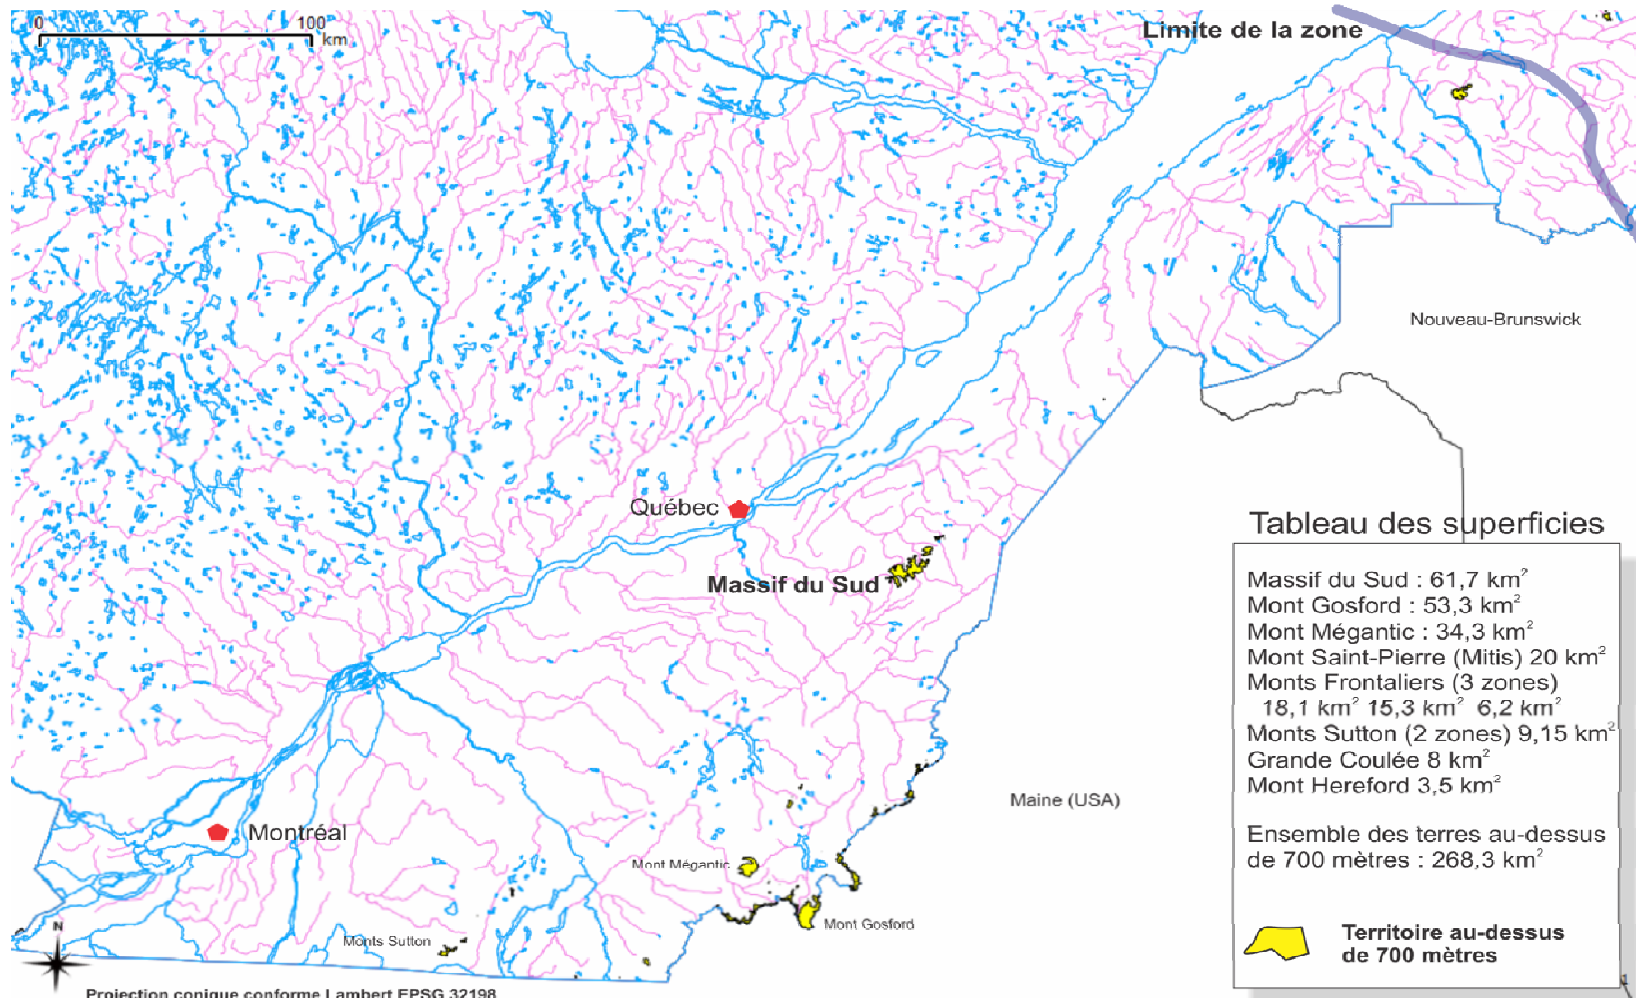 0 100
km
Limite de la zone
Nouveau-Brunswick
Québec
Massif du Sud
Tableau des superficies
Massif du Sud : 61,7 km²
Mont Gosford : 53,3 km²
Mont Mégantic : 34,3 km²
Mont Saint-Pierre (Mitis) 20 km²
Monts Frontaliers (3 zones)
18,1 km² 15,3 km² 6,2 km²
Monts Sutton (2 zones) 9,15 km²
Grande Coulée 8 km²
Mont Hereford 3,5 km²
Ensemble des terres au-dessus
de 700 mètres : 268,3 km²
Territoire au-dessus
de 700 mètres
Maine (USA)
Montréal
Mont Mégantic
Mont Gosford
Monts Sutton
N
Projection conique conforme Lambert EPSG 32198
1